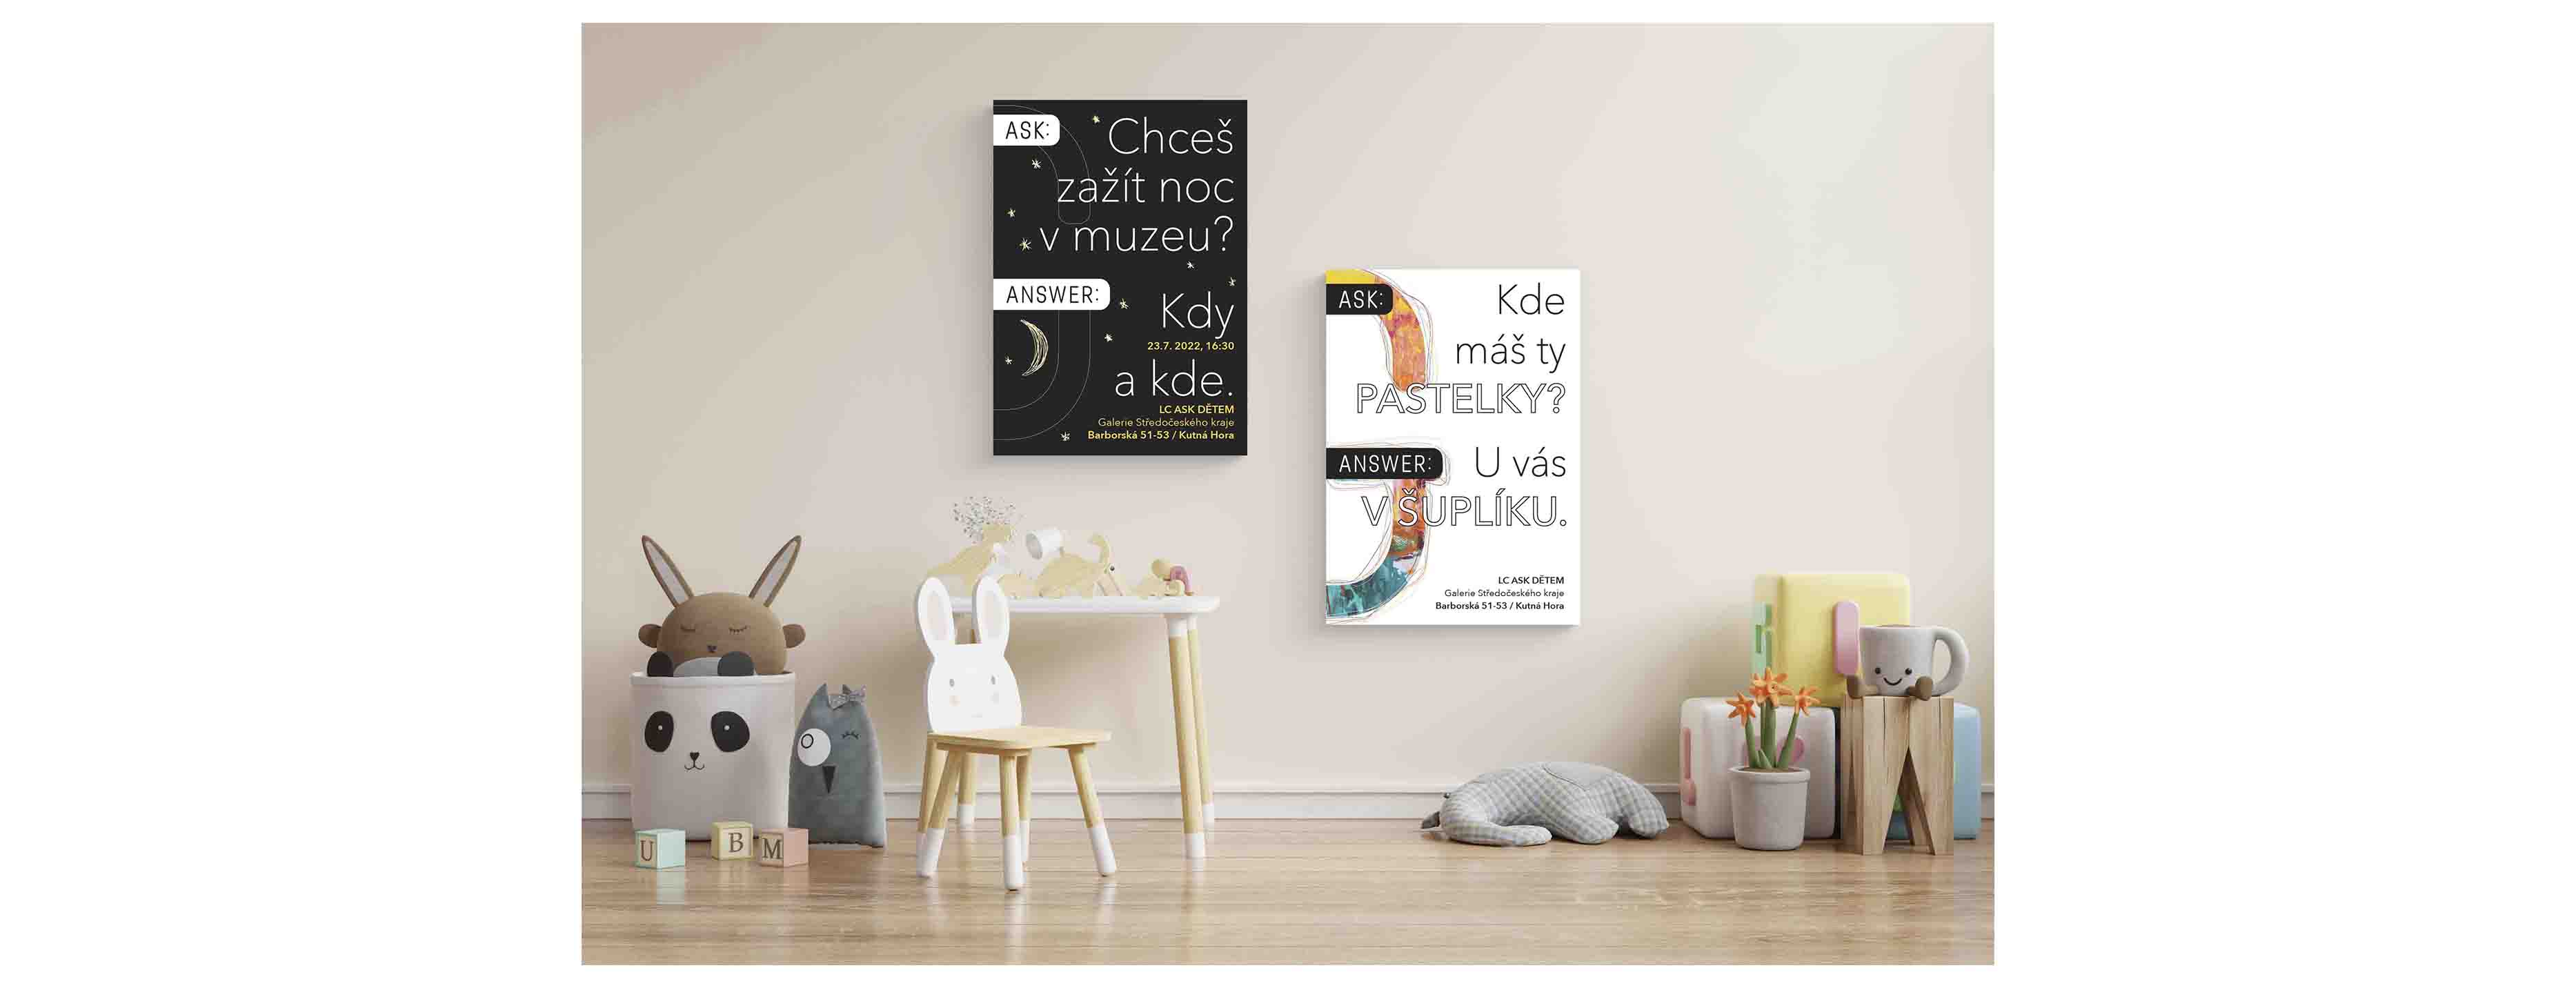 ASK:
Chceš
zažít noc
v muzeu?
ANSWER:
Kdy
23.7. 2022, 16:30
a kde.
LC ASK DĚTEM
Galerie Středočeského kraje
Barborská 51-53 / Kutná Hora
ASK:
Kde
máš ty
PASTELKY?
ANSWER:
U vás
V ŠUPLÍKU.
LC ASK DĚTEM
Galerie Středočeského kraje
Barborská 51-53 / Kutná Hora
U
B
M